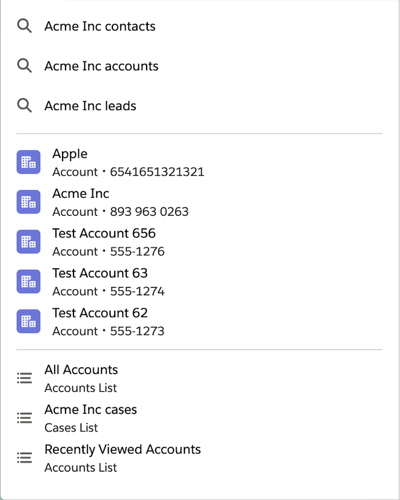 Acme Inc contacts
Acme Inc accounts
Acme Inc leads
Apple
Account • 6541651321321
Acme Inc
Account • 893 963 0263
Test Account 656
Account • 555-1276
Test Account 63
Account • 555-1274
Test Account 62
Account • 555-1273
All Accounts
Accounts List
Acme Inc cases
Cases List
Recently Viewed Accounts
Accounts List